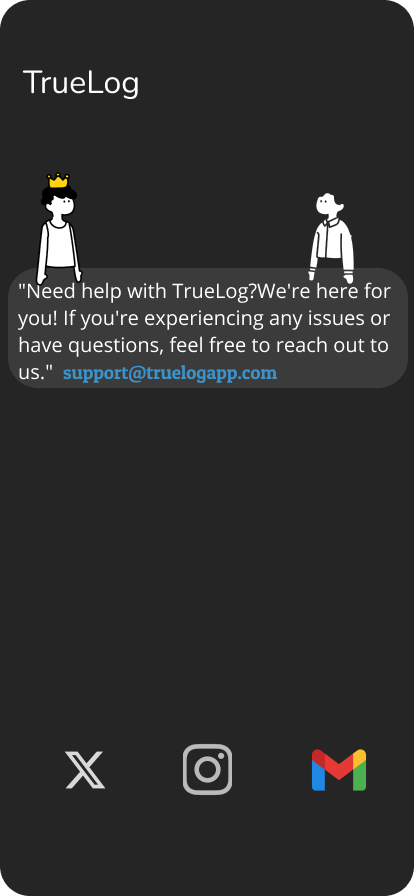 TrueLog
"Need help with TrueLog?We're here for
you! If you're experiencing any issues or
have questions, feel free to reach out to
us." support@truelogapp.com